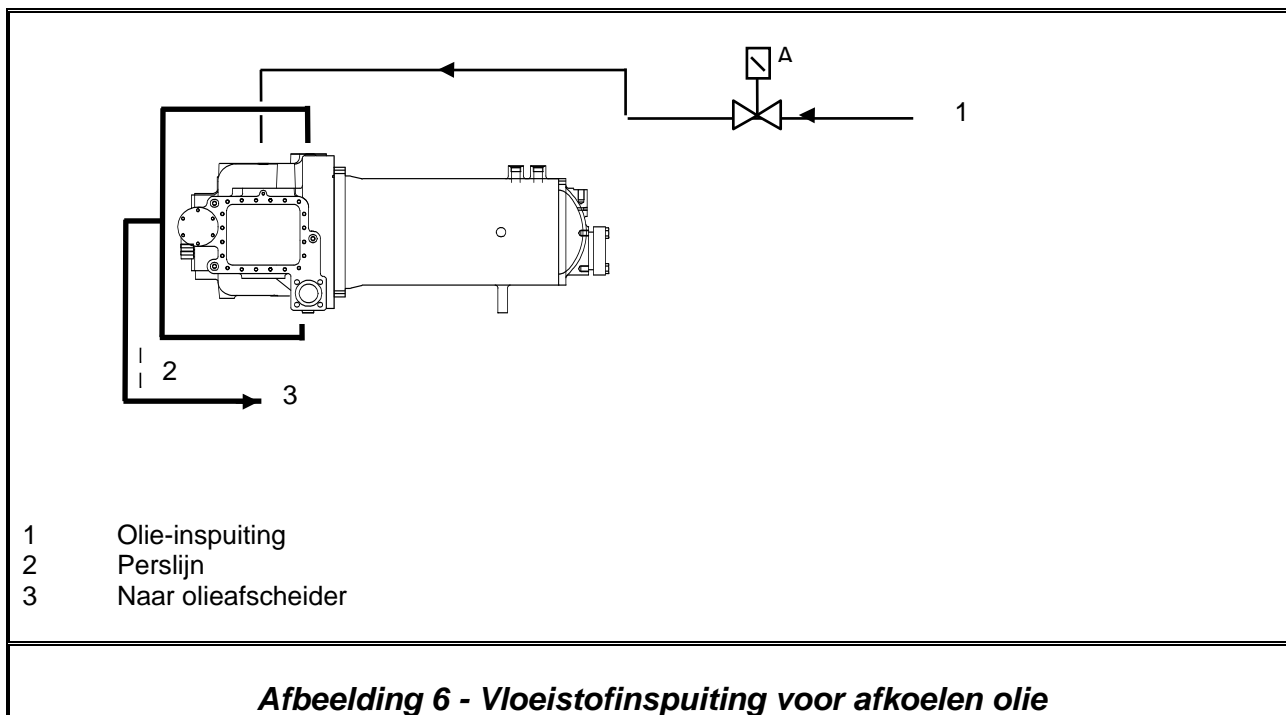 A
1
2
3
1 Olie-inspuiting
2 Perslijn
3 Naar olieafscheider
Afbeelding 6 - Vloeistofinspuiting voor afkoelen olie